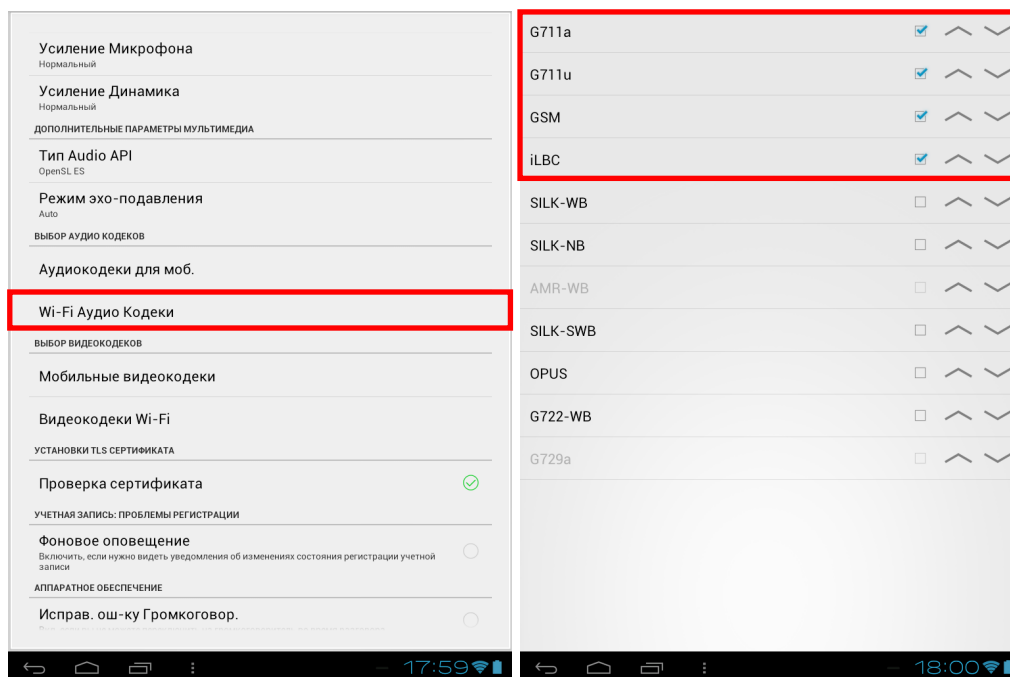 Усиление Микрофона
Нормальный
Усиление Динамика
Нормальный
ДОПОЛНИТЕЛЬНЫЕ ПАРАМЕТРЫ МУЛЬТИМЕДИА
Тип Audio API
OpenSL ES
Режим эхо-подавления
Auto
ВЫБОР АУДИО КОДЕКОВ
Аудиокодеки для моб.
Wi-Fi Аудио Кодеки
ВЫБОР ВИДЕОКОДЕКОВ
Мобильные видеокодеки
Видеокодеки Wi-Fi
УСТАНОВКИ TLS СЕРТИФИКАТА
Проверка сертификата
УЧЕТНАЯ ЗАПИСЬ: ПРОБЛЕМЫ РЕГИСТРАЦИИ
Фоновое оповещение
Включить, если нужно видеть уведомления об изменениях состояния регистрации учетной
записи
АППАРАТНОЕ ОБЕСПЕЧЕНИЕ
Исправ. ош-ку Громкоговор.
17:59
G711a
G711u
GSM
iLBC
SILK-WB
SILK-NB
AMR-WB
SILK-SWB
OPUS
G722-WB
G729a
18:00